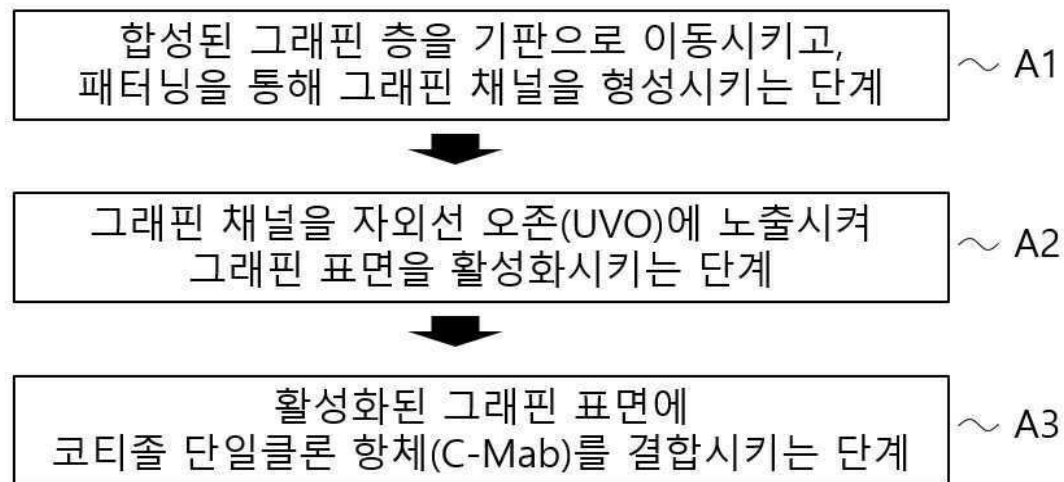 합성된 그래핀 층을 기판으로 이동시키고,
패터닝을 통해 그래핀 채널을 형성시키는 단계
~ A1
그래핀 채널을 자외선 오존(UVO)에 노출시켜
그래핀 표면을 활성화시키는 단계
~ A2
활성화된 그래핀 표면에
코티졸 단일클론 항체(C-Mab)를 결합시키는 단계
~ A3